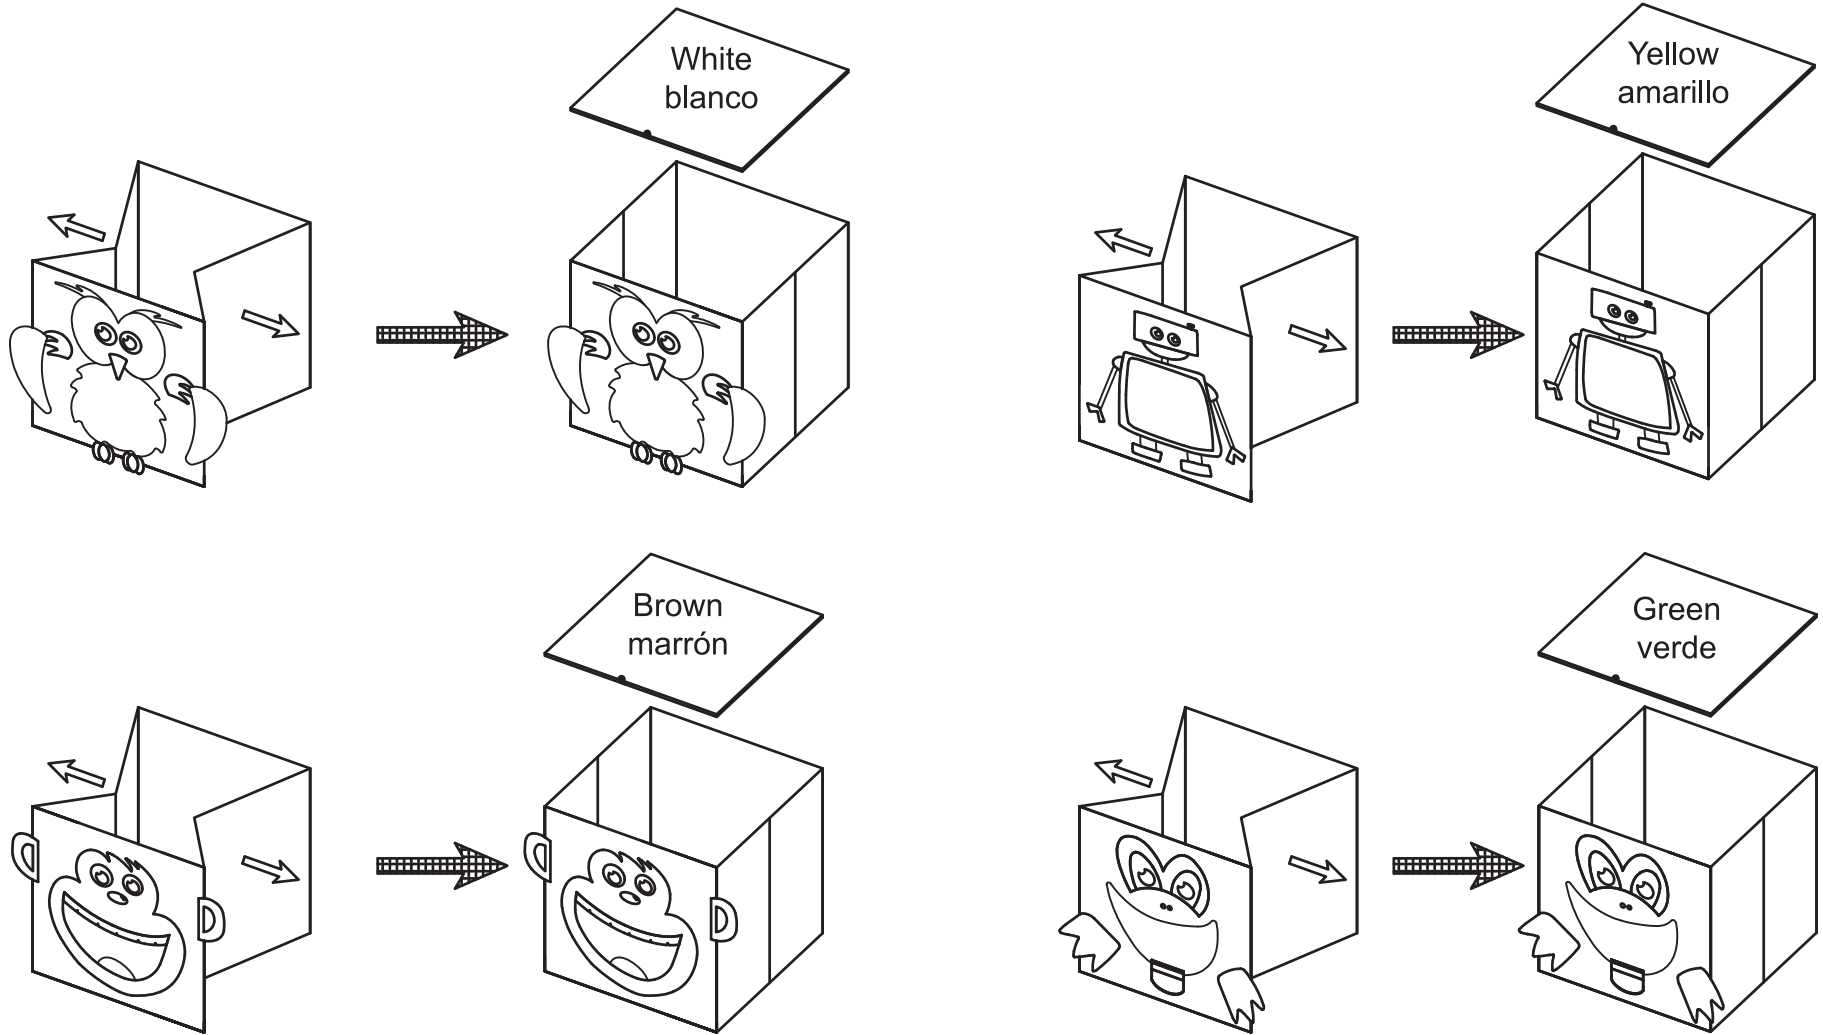 White
blanco
Yellow
amarillo
Brown
marrón
Green
verde